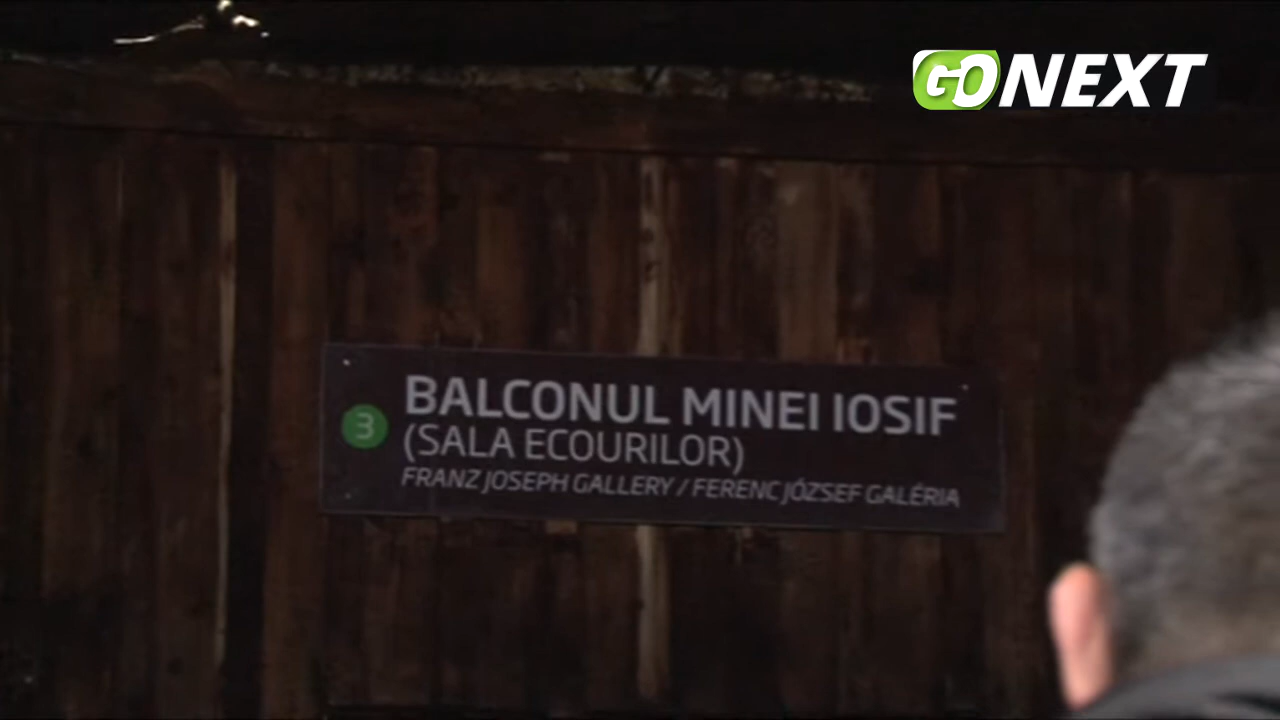 GONEXT
3
BALCONUL MINEI IOSIF
(SALA ECOURILOR)
FRANZ JOSEPH GALLERY / FERENC JÓZSEF GALÉRIA